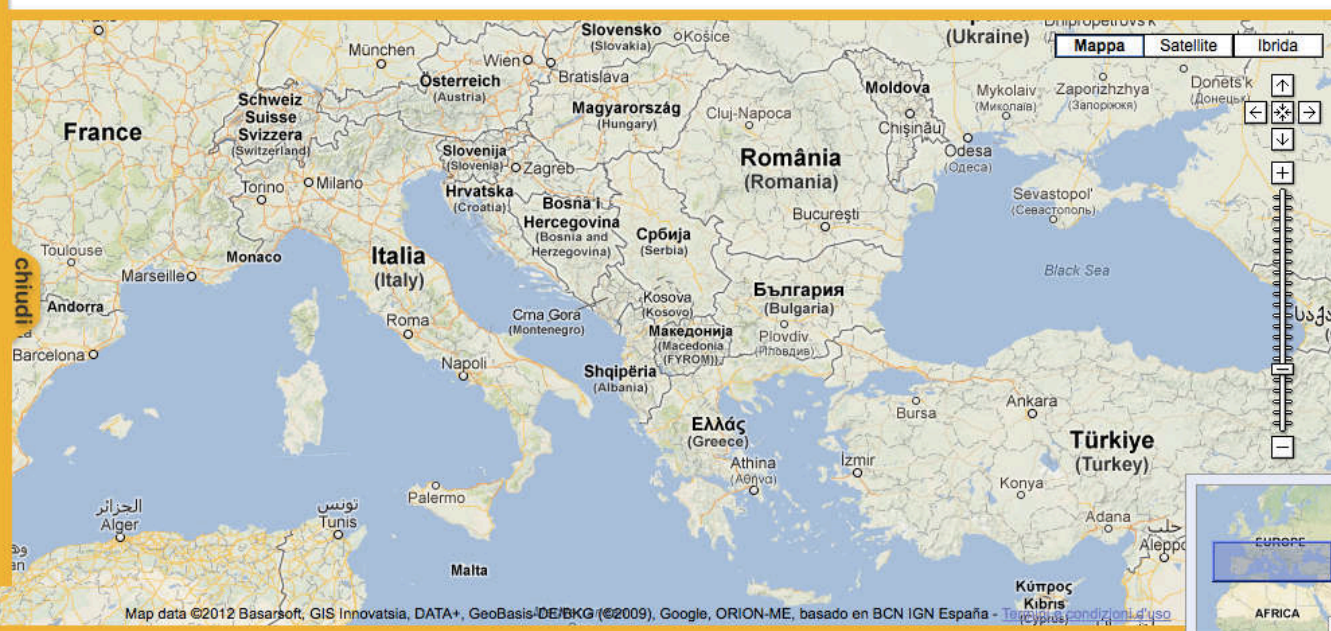 Dnipropetrovs'k
Slovensko
(Slovakia)
Košice
(Ukraine)
Mappa
Satellite
Ibrida
München
Wien
Bratislava
Österreich
(Austria)
Moldova
Mykolaiv
(Миколаїв)
Zaporizhzhya
(Запоріжжя)
Donets'k
(Донецьк)
Schweiz
Suisse
Svizzera
(Switzerland)
Magyarország
(Hungary)
Cluj-Napoca
Chişinău
France
Slovenija
(Slovenia)
Zagreb
România
(Romania)
Odesa
(Одеса)
Torino
Milano
Hrvatska
(Croatia)
Bosna i
Hercegovina
(Bosnia and
Herzegovina)
Србија
(Serbia)
Bucureşti
Sevastopol'
(Севастополь)
Toulouse
Marseille
Monaco
Italia
(Italy)
Black Sea
chiudi
Andorra
Kosova
(Kosovo)
България
(Bulgaria)
Roma
Crna Gora
(Montenegro)
Македонија
(Macedonia
(FYROM))
Plovdiv
(Пловдив)
Barcelona
Napoli
Shqipëria
(Albania)
Bursa
Ankara
Ελλάς
(Greece)
Türkiye
(Turkey)
Athina
(Αθήνα)
İzmir
Konya
Palermo
الجزائر
Alger
تونس
Tunis
Adana
حلب
Aleppo
EUROPE
Malta
Κύπρος
Kıbrıs
(Cyprus)
AFRICA
Map data ©2012 Basarsoft, GIS Innovatsia, DATA+, GeoBasis-DE/BKG (©2009), Google, ORION-ME, basado en BCN IGN España - Termini e condizioni d'uso